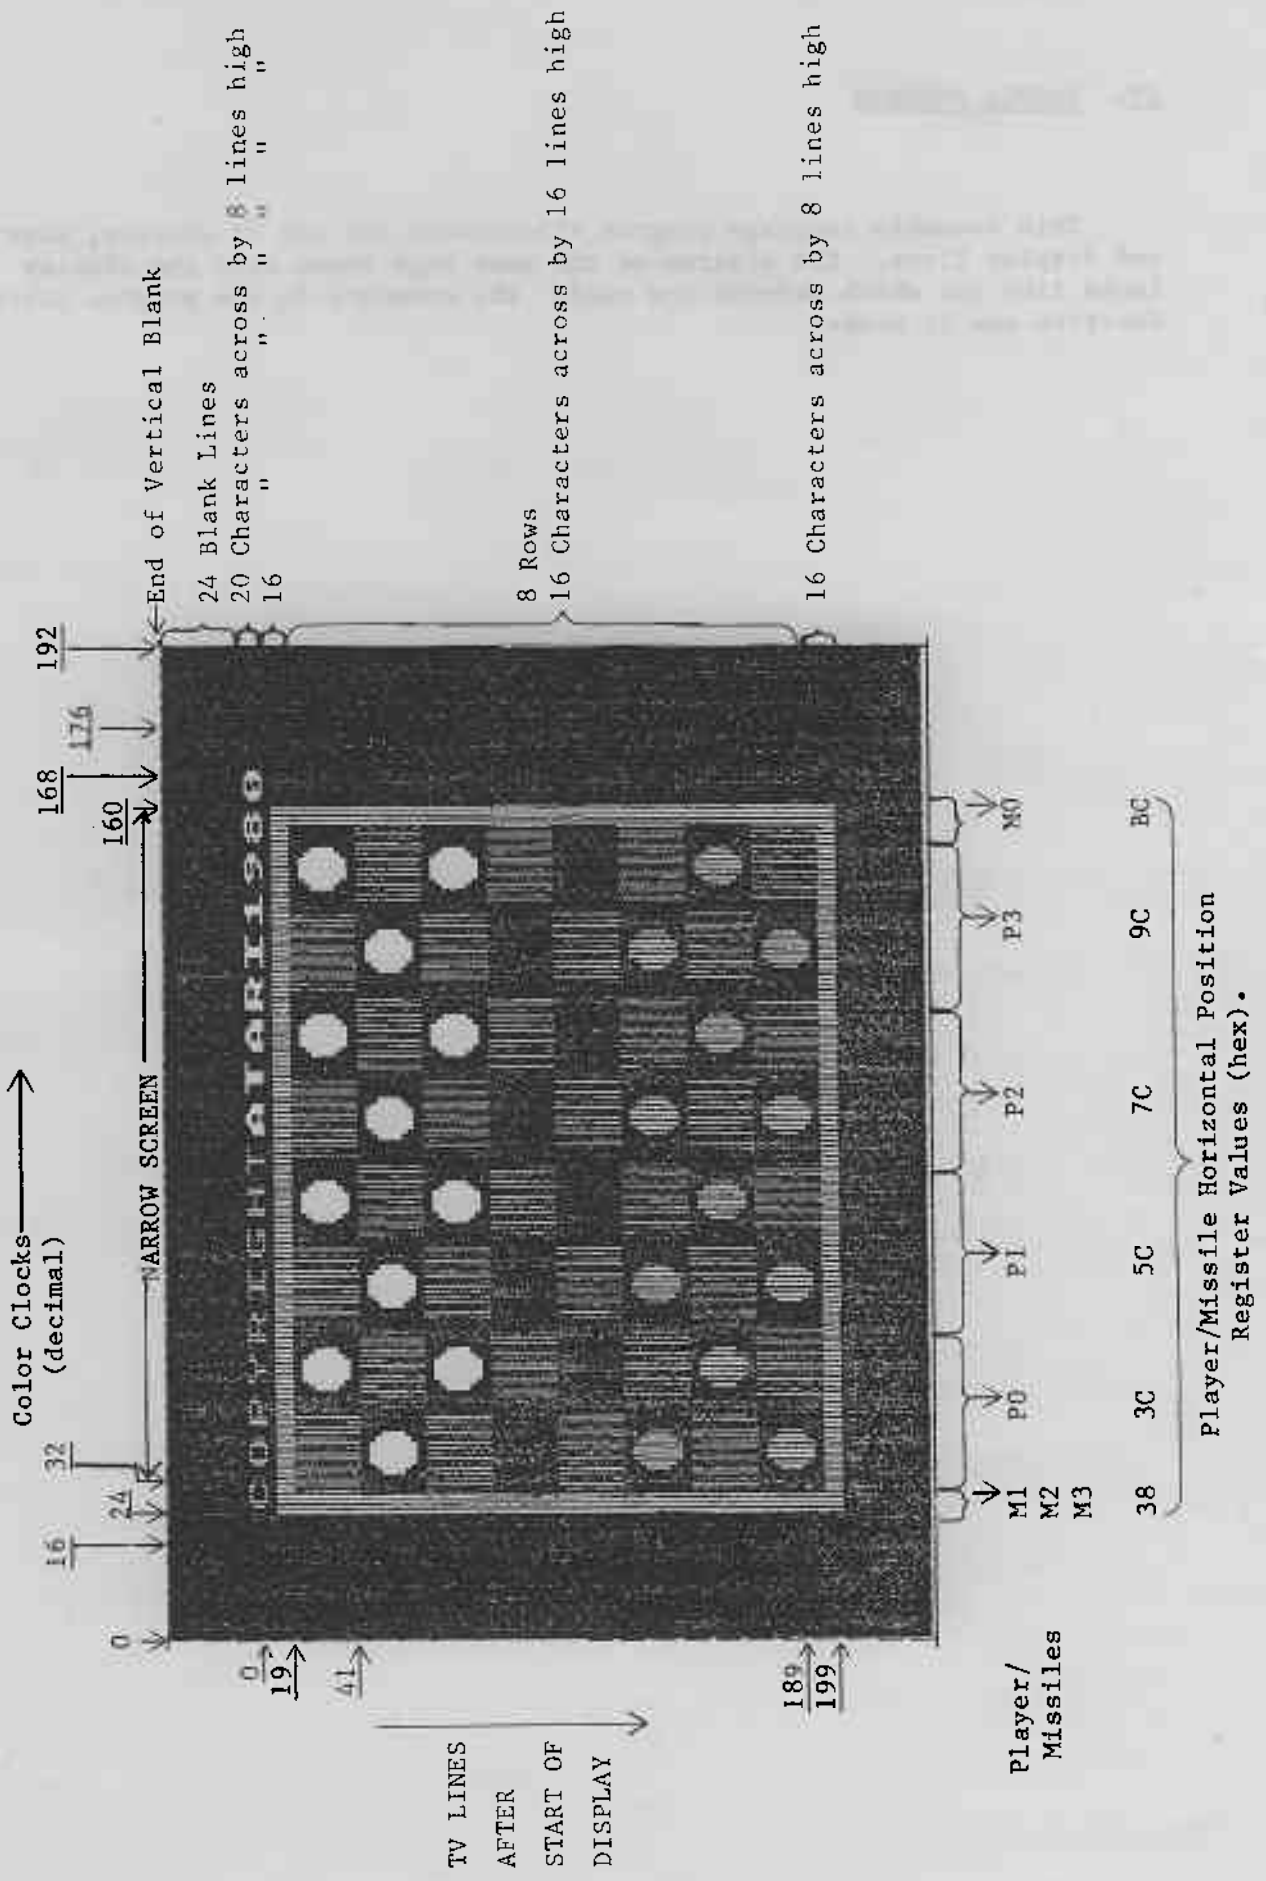 Color Clocks
(decimal)
0
16
24
32
160
168
176
192
NARROW SCREEN
End of Vertical Blank
24 Blank Lines
20 Characters across by 8 lines high
16 " " " " "
8 Rows
16 Characters across by 16 lines high
16 Characters across by 8 lines high
COPYRIGHT ATARI 1980
TV LINES
AFTER
START OF
DISPLAY
0
19
41
189
199
Player/
Missiles
M1 P0 P1 P2 P3 M0
M2
M3
38 3C 5C 7C 9C BC
Player/Missile Horizontal Position
Register Values (hex).